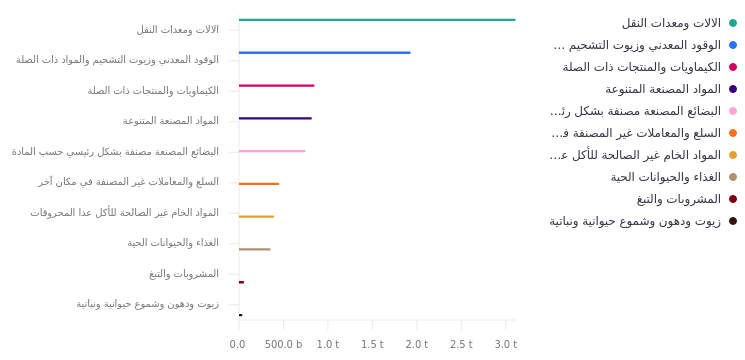 الالات ومعدات النقل
الوقود المعدني وزيوت التشحيم والمواد ذات الصلة
الكيماويات والمنتجات ذات الصلة
المواد المصنعة المتنوعة
البضائع المصنعة مصنفة بشكل رئيسي حسب المادة
السلع والمعاملات غير المصنفة في مكان آخر
المواد الخام غير الصالحة للأكل عدا المحروقات
الغذاء والحيوانات الحية
المشروبات والتبغ
زيوت ودهون وشموع حيوانية ونباتية
0.0 500.0 b 1.0 t 1.5 t 2.0 t 2.5 t 3.0 t
الالات ومعدات النقل
الوقود المعدني وزيوت التشحيم ...
الكيماويات والمنتجات ذات الصلة
المواد المصنعة المتنوعة
البضائع المصنعة مصنفة بشكل رئ...
السلع والمعاملات غير المصنفة ف...
المواد الخام غير الصالحة للأكل ع...
الغذاء والحيوانات الحية
المشروبات والتبغ
زيوت ودهون وشموع حيوانية ونباتية